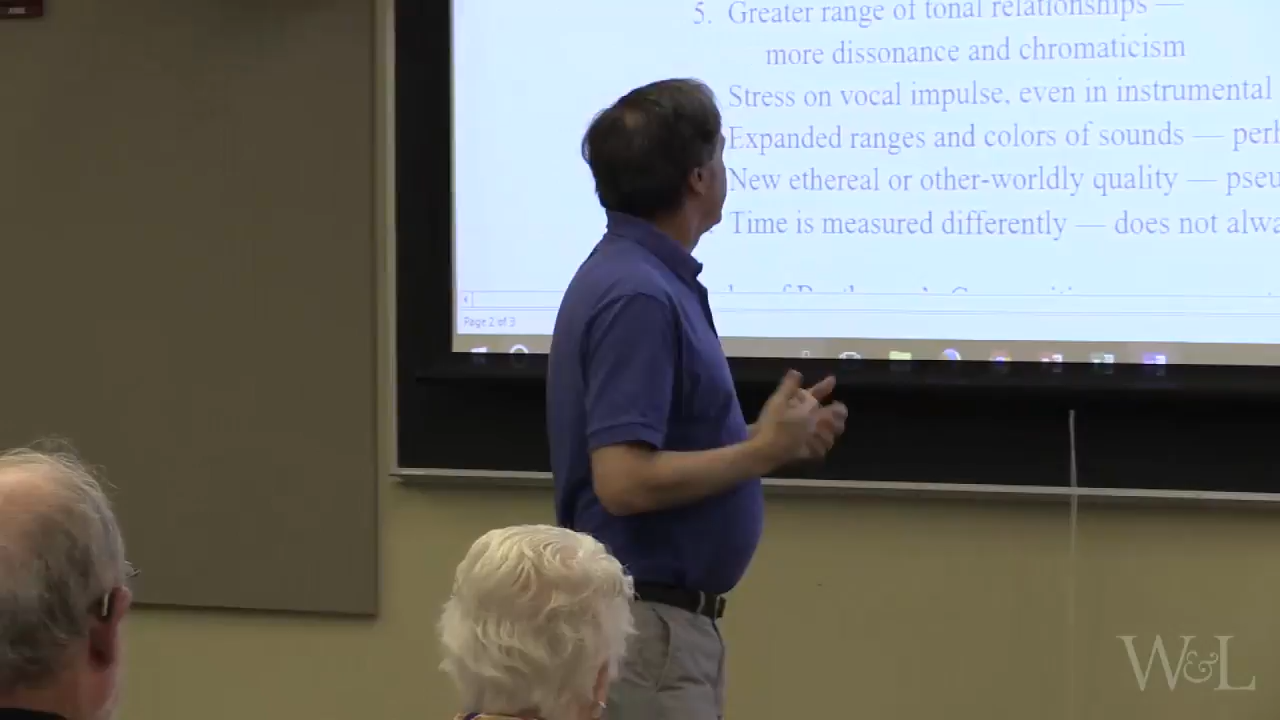 5. Greater range of tonal relationships —
more dissonance and chromaticism
Stress on vocal impulse, even in instrumental
Expanded ranges and colors of sounds —
New ethereal or other-worldly quality —
Time is measured differently — does not
Page 2 of 3
W&L